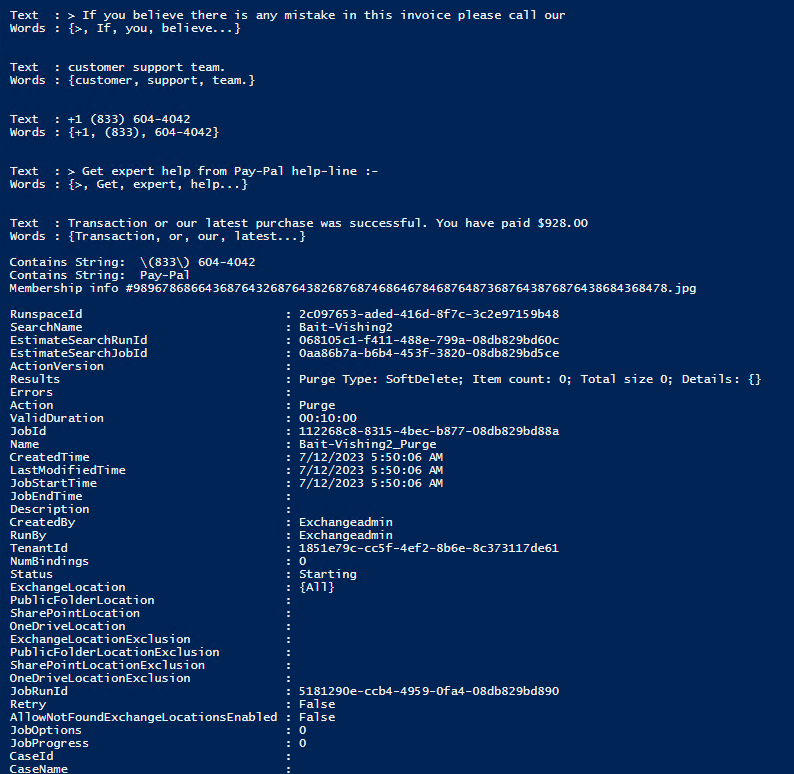 Text  : > If you believe there is any mistake in this invoice please call our
Words : {>, If, you, believe...}
Text  : customer support team.
Words : {customer, support, team.}
Text  : +1 (833) 604-4042
Words : {+1, (833), 604-4042}
Text  : > Get expert help from Pay-Pal help-line :-
Words : {>, Get, expert, help...}
Text  : Transaction or our latest purchase was successful. You have paid $928.00
Words : {Transaction, or, our, latest...}
Contains String:  \(833\) 604-4042
Contains String:  Pay-Pal
Membership info #98967868664368764326876438268768746864678468764873687643876876438684368478.jpg
RunspaceId : 2c097653-aded-416d-8f7c-3c2e97159b48
SearchName : Bait-Vishing2
EstimateSearchRunId : 068105c1-f411-488e-799a-08db829bd60c
EstimateSearchJobId : 0aa86b7a-b6b4-453f-3820-08db829bd5ce
ActionVersion :
Results : Purge Type: SoftDelete; Item count: 0; Total size 0; Details: {}
Errors :
Action : Purge
ValidDuration : 00:10:00
JobId : 112268c8-8315-4bec-b877-08db829bd88a
Name : Bait-Vishing2_Purge
CreatedTime : 7/12/2023 5:50:06 AM
LastModifiedTime : 7/12/2023 5:50:06 AM
JobStartTime : 7/12/2023 5:50:06 AM
JobEndTime :
Description :
CreatedBy : Exchangeadmin
RunBy : Exchangeadmin
TenantId : 1851e79c-cc5f-4ef2-8b6e-8c373117de61
NumBindings : 0
Status : Starting
ExchangeLocation : {All}
PublicFolderLocation :
SharePointLocation :
OneDriveLocation :
ExchangeLocationExclusion :
PublicFolderLocationExclusion :
SharePointLocationExclusion :
OneDriveLocationExclusion :
JobRunId : 5181290e-ccb4-4959-0fa4-08db829bd890
Retry : False
AllowNotFoundExchangeLocationsEnabled : False
JobOptions : 0
JobProgress : 0
CaseId :
CaseName :